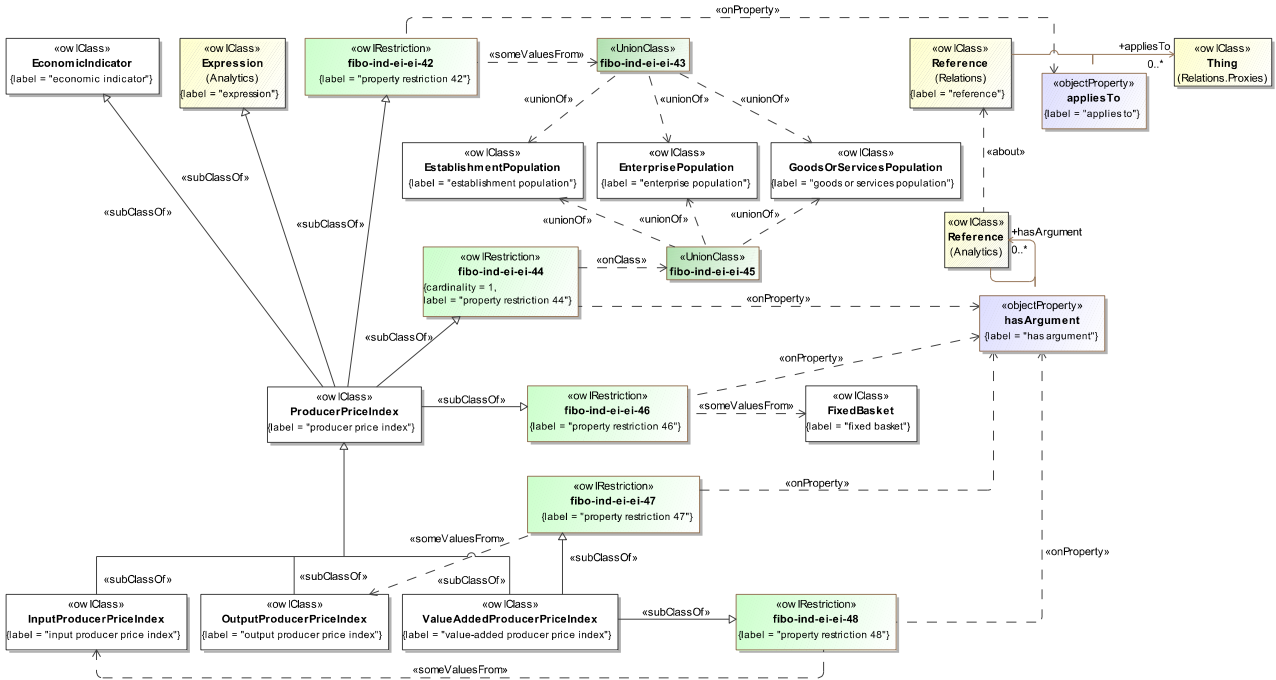 «onProperty»
«owlClass»
EconomicIndicator
{label = "economic indicator"}
«owlClass»
Expression
(Analytics)
{label = "expression"}
«owlRestriction»
fibo-ind-ei-ei-42
{label = "property restriction 42"}
«someValuesFrom»
«UnionClass»
fibo-ind-ei-ei-43
«owlClass»
Reference
(Relations)
{label = "reference"}
+appliesTo
0..*
«owlClass»
Thing
(Relations.Proxies)
«objectProperty»
appliesTo
{label = "applies to"}
«unionOf»
«unionOf»
«unionOf»
«owlClass»
EstablishmentPopulation
{label = "establishment population"}
«owlClass»
EnterprisePopulation
{label = "enterprise population"}
«owlClass»
GoodsOrServicesPopulation
{label = "goods or services population"}
«about»
«subClassOf»
«subClassOf»
«subClassOf»
«unionOf»
«unionOf»
«unionOf»
«owlClass»
Reference
(Analytics)
+hasArgument
0..*
«owlRestriction»
fibo-ind-ei-ei-44
{cardinality = 1,
label = "property restriction 44"}
«onClass»
«UnionClass»
fibo-ind-ei-ei-45
«onProperty»
«objectProperty»
hasArgument
{label = "has argument"}
«subClassOf»
«onProperty»
«owlClass»
ProducerPriceIndex
{label = "producer price index"}
«subClassOf»
«owlRestriction»
fibo-ind-ei-ei-46
{label = "property restriction 46"}
«someValuesFrom»
«owlClass»
FixedBasket
{label = "fixed basket"}
«owlRestriction»
fibo-ind-ei-ei-47
{label = "property restriction 47"}
«onProperty»
«someValuesFrom»
«subClassOf»
«onProperty»
«subClassOf»
«subClassOf»
«subClassOf»
«owlClass»
InputProducerPriceIndex
{label = "input producer price index"}
«owlClass»
OutputProducerPriceIndex
{label = "output producer price index"}
«owlClass»
ValueAddedProducerPriceIndex
{label = "value-added producer price index"}
«subClassOf»
«owlRestriction»
fibo-ind-ei-ei-48
{label = "property restriction 48"}
«someValuesFrom»